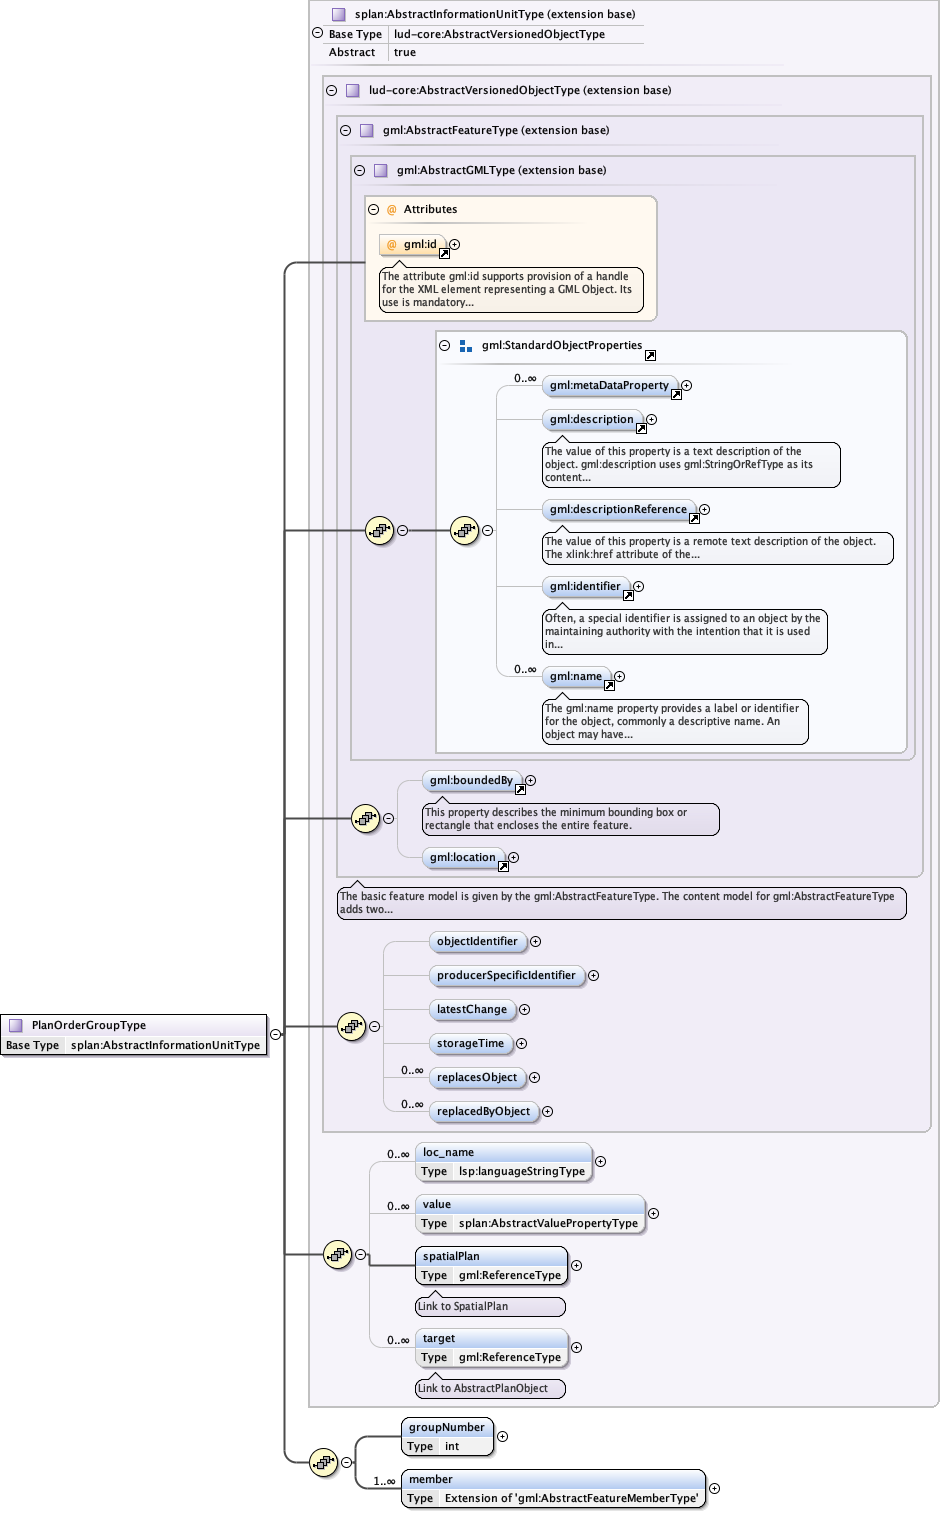 splan:AbstractInformationUnitType (extension base)
Base Type lud-core:AbstractVersionedObjectType
Abstract true
lud-core:AbstractVersionedObjectType (extension base)
gml:AbstractFeatureType (extension base)
gml:AbstractGMLType (extension base)
@ Attributes
@ gml:id
The attribute gml:id supports provision of a handle
for the XML element representing a GML Object. Its
use is mandatory...
gml:StandardObjectProperties
0..∞
gml:metaDataProperty
gml:description
The value of this property is a text description of the
object. gml:description uses gml:StringOrRefType as its
content...
gml:descriptionReference
The value of this property is a remote text description of the object.
The xlink:href attribute of the...
gml:identifier
Often, a special identifier is assigned to an object by the
maintaining authority with the intention that it is used
in...
0..∞
gml:name
The gml:name property provides a label or identifier
for the object, commonly a descriptive name. An
object may have...
gml:boundedBy
This property describes the minimum bounding box or
rectangle that encloses the entire feature.
gml:location
The basic feature model is given by the gml:AbstractFeatureType. The content model for gml:AbstractFeatureType
adds two...
objectIdentifier
producerSpecificIdentifier
latestChange
storageTime
0..∞
replacesObject
0..∞
replacedByObject
PlanOrderGroupType
Base Type splan:AbstractInformationUnitType
0..∞
loc_name
Type lsp:languageStringType
0..∞
value
Type splan:AbstractValuePropertyType
spatialPlan
Type gml:ReferenceType
Link to SpatialPlan
0..∞
target
Type gml:ReferenceType
Link to AbstractPlanObject
groupNumber
Type int
1..∞
member
Type Extension of 'gml:AbstractFeatureMemberType'